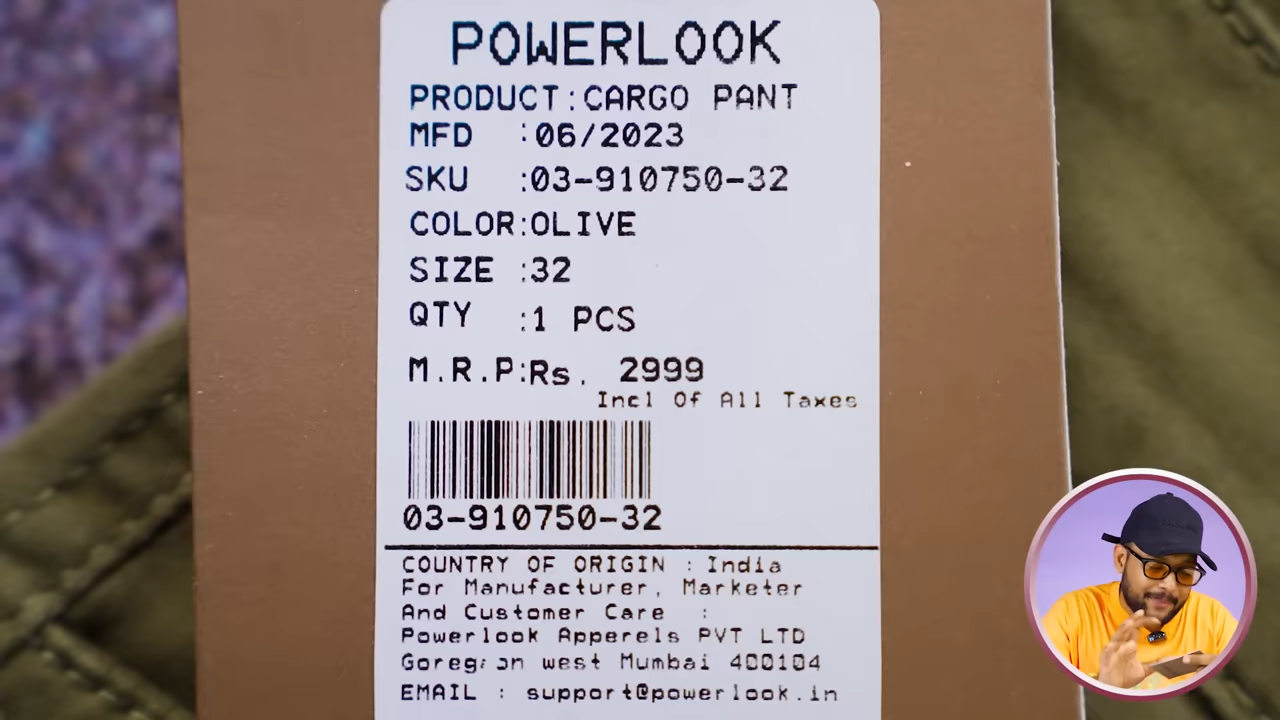 POWERLOOK
PRODUCT:CARGO PANT
MFD :06/2023
SKU :03-910750-32
COLOR:OLIVE
SIZE :32
QTY :1 PCS
M.R.P:Rs. 2999
Incl Of All Taxes
03-910750-32
COUNTRY OF ORIGIN : India
For Manufacturer, Marketer
And Customer Care :
Powerlook Apperels PVT LTD
west Mumbai 400104
EMAIL : support@powerlook.in